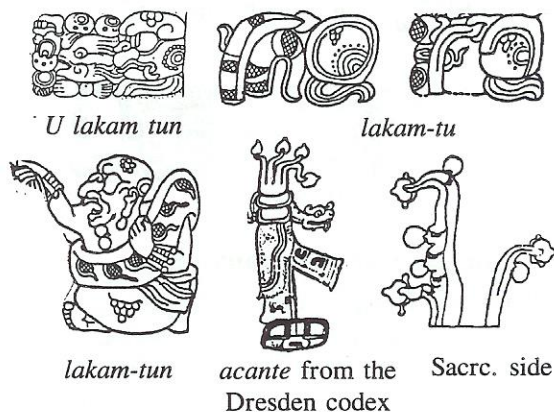 U lakam tun
lakam-tu
lakam-tun
acante from the
Dresden codex
Sacrc. side